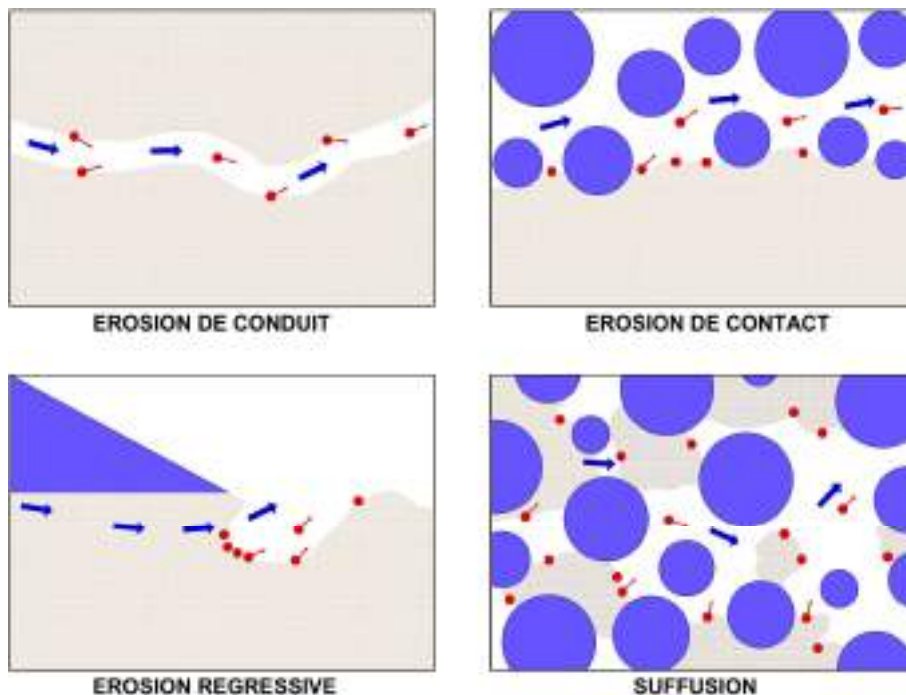 EROSION DE CONDUIT
EROSION DE CONTACT
EROSION REGRESSIVE
SUFFUSION